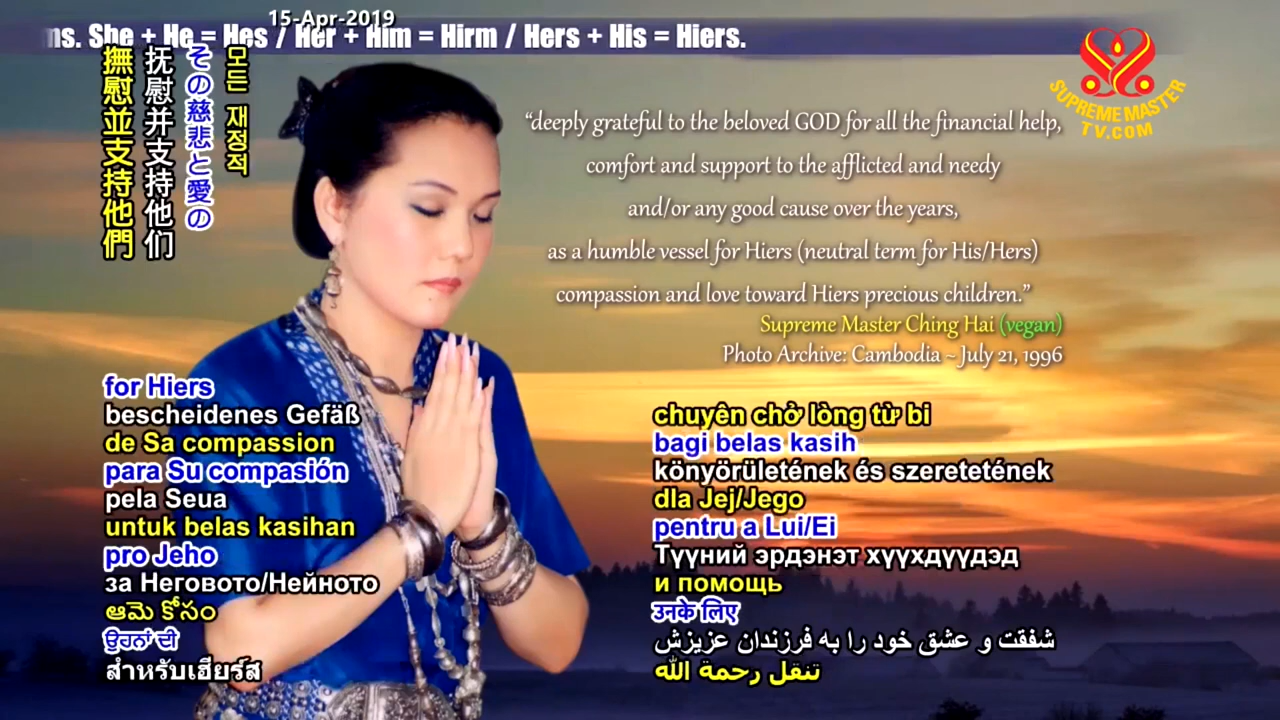 15-Apr-2019
ms. She + He = Hes / Her + Him = Hirm / Hers + His = Hiers.
SUPREME MASTER
TV.COM
撫慰並支持他們
抚慰并支持他们
その慈悲と愛の
모든 재정적
“deeply grateful to the beloved GOD for all the financial help,
comfort and support to the afflicted and needy
and/or any good cause over the years,
as a humble vessel for Hiers (neutral term for His/Hers)
compassion and love toward Hiers precious children.”
Supreme Master Ching Hai (vegan)
Photo Archive: Cambodia ~ July 21, 1996
for Hiers
bescheidenes Gefäß
de Sa compassion
para Su compasión
pela Seua
untuk belas kasihan
pro Jeho
за Неговото/Нейното
ఆమె కోసం
ਉਹਨਾਂ ਦੀ
สำหรับเฮียร์ส
chuyên chở lòng từ bi
bagi belas kasih
könyörületének és szeretetének
dla Jej/Jego
pentru a Lui/Ei
Түүний эрдэнэт хүүхдүүдэд
и помощь
उनके लिए
شفقت و عشق خود را به فرزندان عزیزش
تنقل رحمة الله